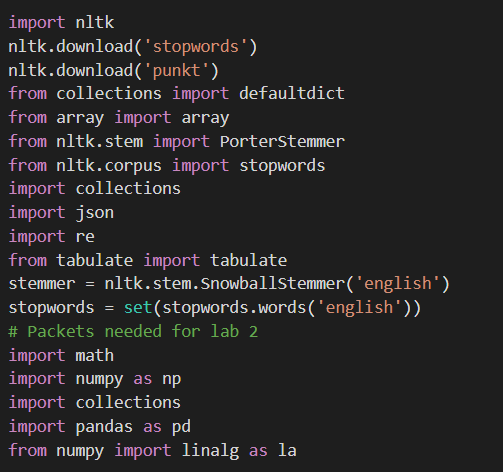 import nltk
nltk.download('stopwords')
nltk.download('punkt')
from collections import defaultdict
from array import array
from nltk.stem import PorterStemmer
from nltk.corpus import stopwords
import collections
import json
import re
from tabulate import tabulate
stemmer = nltk.stem.SnowballStemmer('english')
stopwords = set(stopwords.words('english'))
# Packets needed for lab 2
import math
import numpy as np
import collections
import pandas as pd
from numpy import linalg as la